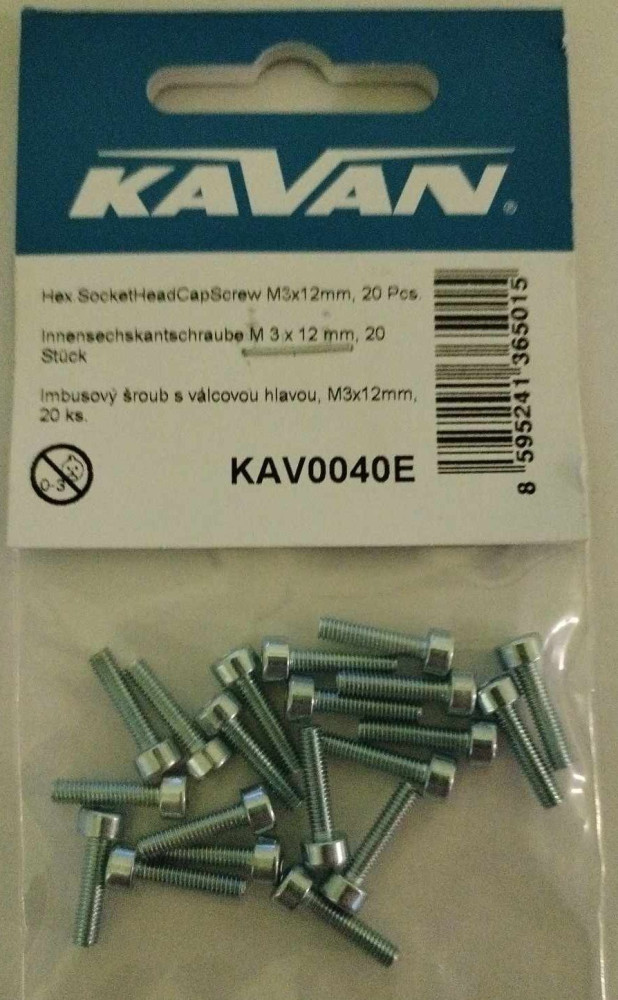 KAVAN®
Hex SocketHeadCapScrew M3x12mm, 20 Pcs.
Innensechskantschraube M 3 x 12 mm, 20
Stück
Imbusový šroub s válcovou hlavou, M3x12mm,
20 ks.
0-3
KAV0040E
8 595241 365015